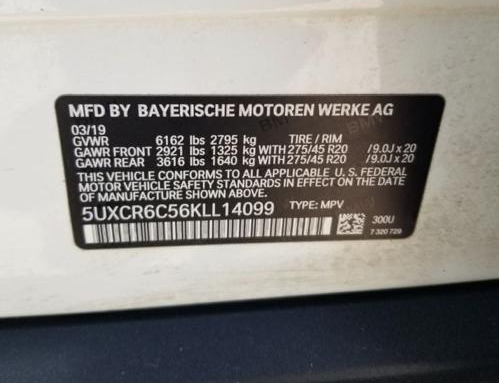 MFD BY BAYERISCHE MOTOREN WERKE AG
03/19
GVWR 6162 lbs 2795 kg TIRE / RIM
GAWR FRONT 2921 lbs 1325 kg WITH 275/45 R20 /9.0J x 20
GAWR REAR 3616 lbs 1640 kg WITH 275/45 R20 /9.0J x 20
THIS VEHICLE CONFORMS TO ALL APPLICABLE U. S. FEDERAL
MOTOR VEHICLE SAFETY STANDARDS IN EFFECT ON THE DATE
OF MANUFACTURE SHOWN ABOVE.
5UXCR6C56KLL14099 TYPE: MPV
300U
7 320 729